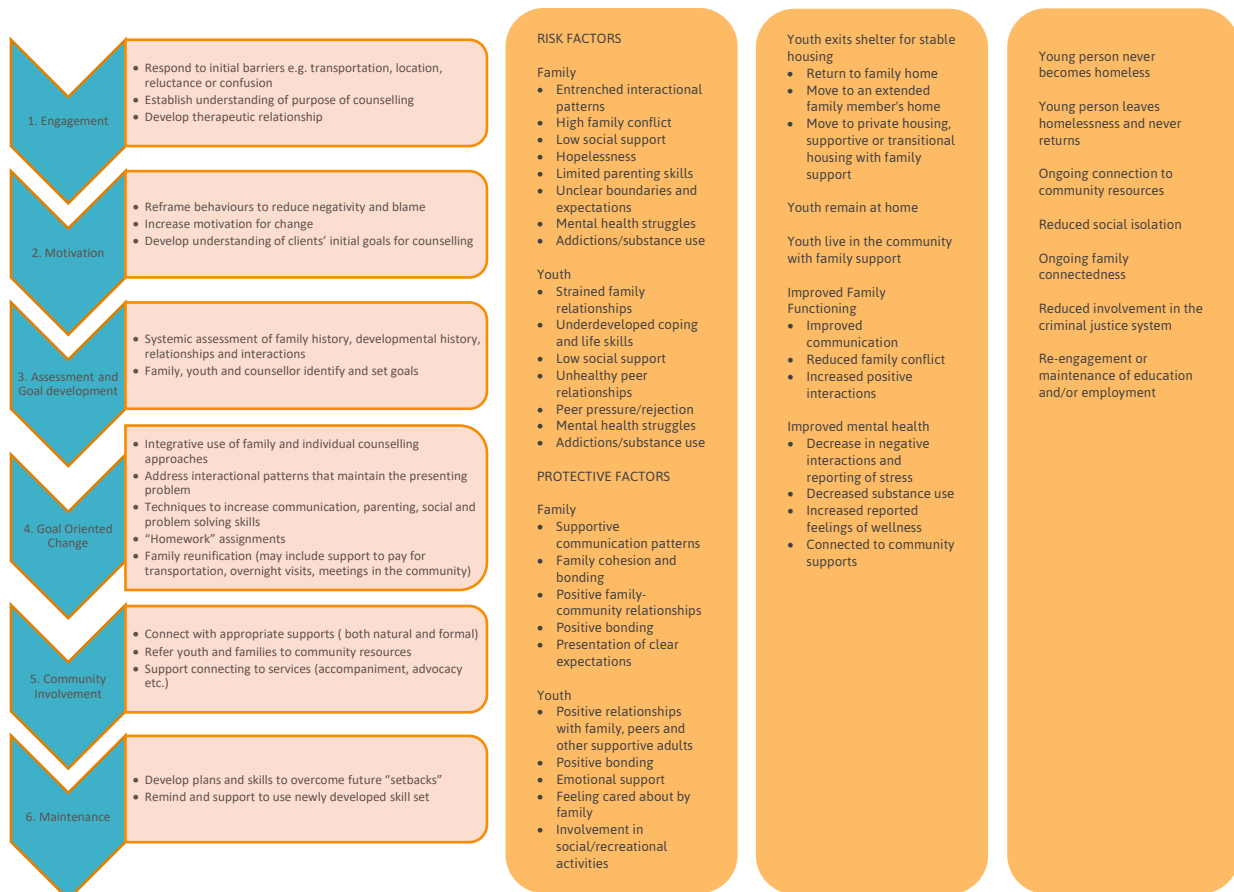 1. Engagement
• Respond to initial barriers e.g. transportation, location,
reluctance or confusion
• Establish understanding of purpose of counselling
• Develop therapeutic relationship
2. Motivation
• Reframe behaviours to reduce negativity and blame
• Increase motivation for change
• Develop understanding of clients' initial goals for counselling
3. Assessment and
Goal development
• Systemic assessment of family history, developmental history,
relationships and interactions
• Family, youth and counsellor identify and set goals
4. Goal Oriented
Change
• Integrative use of family and individual counselling
approaches
• Address interactional patterns that maintain the presenting
problem
• Techniques to increase communication, parenting, social and
problem solving skills
• “Homework” assignments
• Family reunification (may include support to pay for
transportation, overnight visits, meetings in the community)
5. Community
Involvement
• Connect with appropriate supports ( both natural and formal)
• Refer youth and families to community resources
• Support connecting to services (accompaniment, advocacy
etc.)
6. Maintenance
• Develop plans and skills to overcome future “setbacks”
• Remind and support to use newly developed skill set
RISK FACTORS
Family
• Entrenched interactional
patterns
• High family conflict
• Low social support
• Hopelessness
• Limited parenting skills
• Unclear boundaries and
expectations
• Mental health struggles
• Addictions/substance use
Youth
• Strained family
relationships
• Underdeveloped coping
and life skills
• Low social support
• Unhealthy peer
relationships
• Peer pressure/rejection
• Mental health struggles
• Addictions/substance use
PROTECTIVE FACTORS
Family
• Supportive
communication patterns
• Family cohesion and
bonding
• Positive family-
community relationships
• Positive bonding
• Presentation of clear
expectations
Youth
• Positive relationships
with family, peers and
other supportive adults
• Positive bonding
• Emotional support
• Feeling cared about by
family
• Involvement in
social/recreational
activities
Youth exits shelter for stable
housing
• Return to family home
• Move to an extended
family member's home
• Move to private housing,
supportive or transitional
housing with family
support
Youth remain at home
Youth live in the community
with family support
Improved Family
Functioning
• Improved
communication
• Reduced family conflict
• Increased positive
interactions
Improved mental health
• Decrease in negative
interactions and
reporting of stress
• Decreased substance use
• Increased reported
feelings of wellness
• Connected to community
supports
Young person never
becomes homeless
Young person leaves
homelessness and never
returns
Ongoing connection to
community resources
Reduced social isolation
Ongoing family
connectedness
Reduced involvement in the
criminal justice system
Re-engagement or
maintenance of education
and/or employment